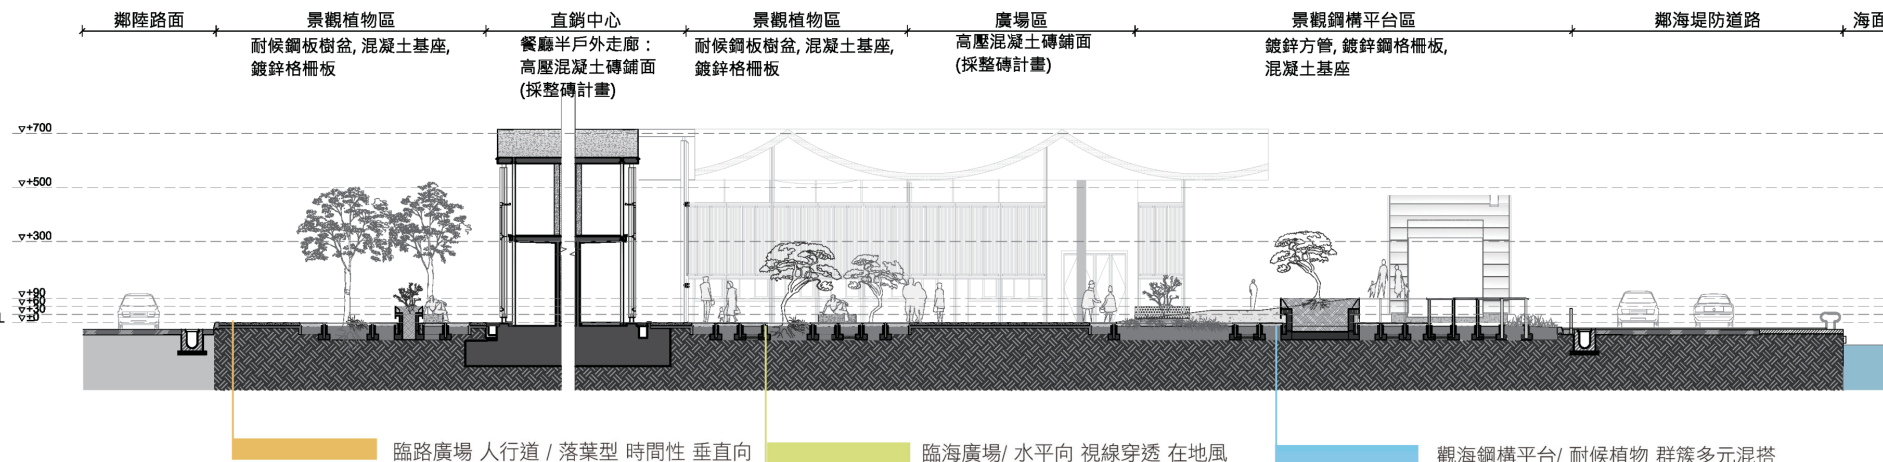 鄰陸路面
景觀植物區
直銷中心
景觀植物區
廣場區
景觀鋼構平台區
鄰海堤防道路
海面
耐候鋼板樹盆, 混凝土基座,
鍍鋅格柵板
餐廳半戶外走廊：
高壓混凝土磚鋪面
(採整磚計畫)
耐候鋼板樹盆, 混凝土基座,
鍍鋅格柵板
高壓混凝土磚鋪面
(採整磚計畫)
鍍鋅方管, 鍍鋅鋼格柵板,
混凝土基座
+700
+500
+300
+90
+60
+30
±0
臨路廣場 人行道 / 落葉型 時間性 垂直向
臨海廣場/ 水平向 視線穿透 在地風
觀海鋼構平台/ 耐候植物 群簇多元混搭